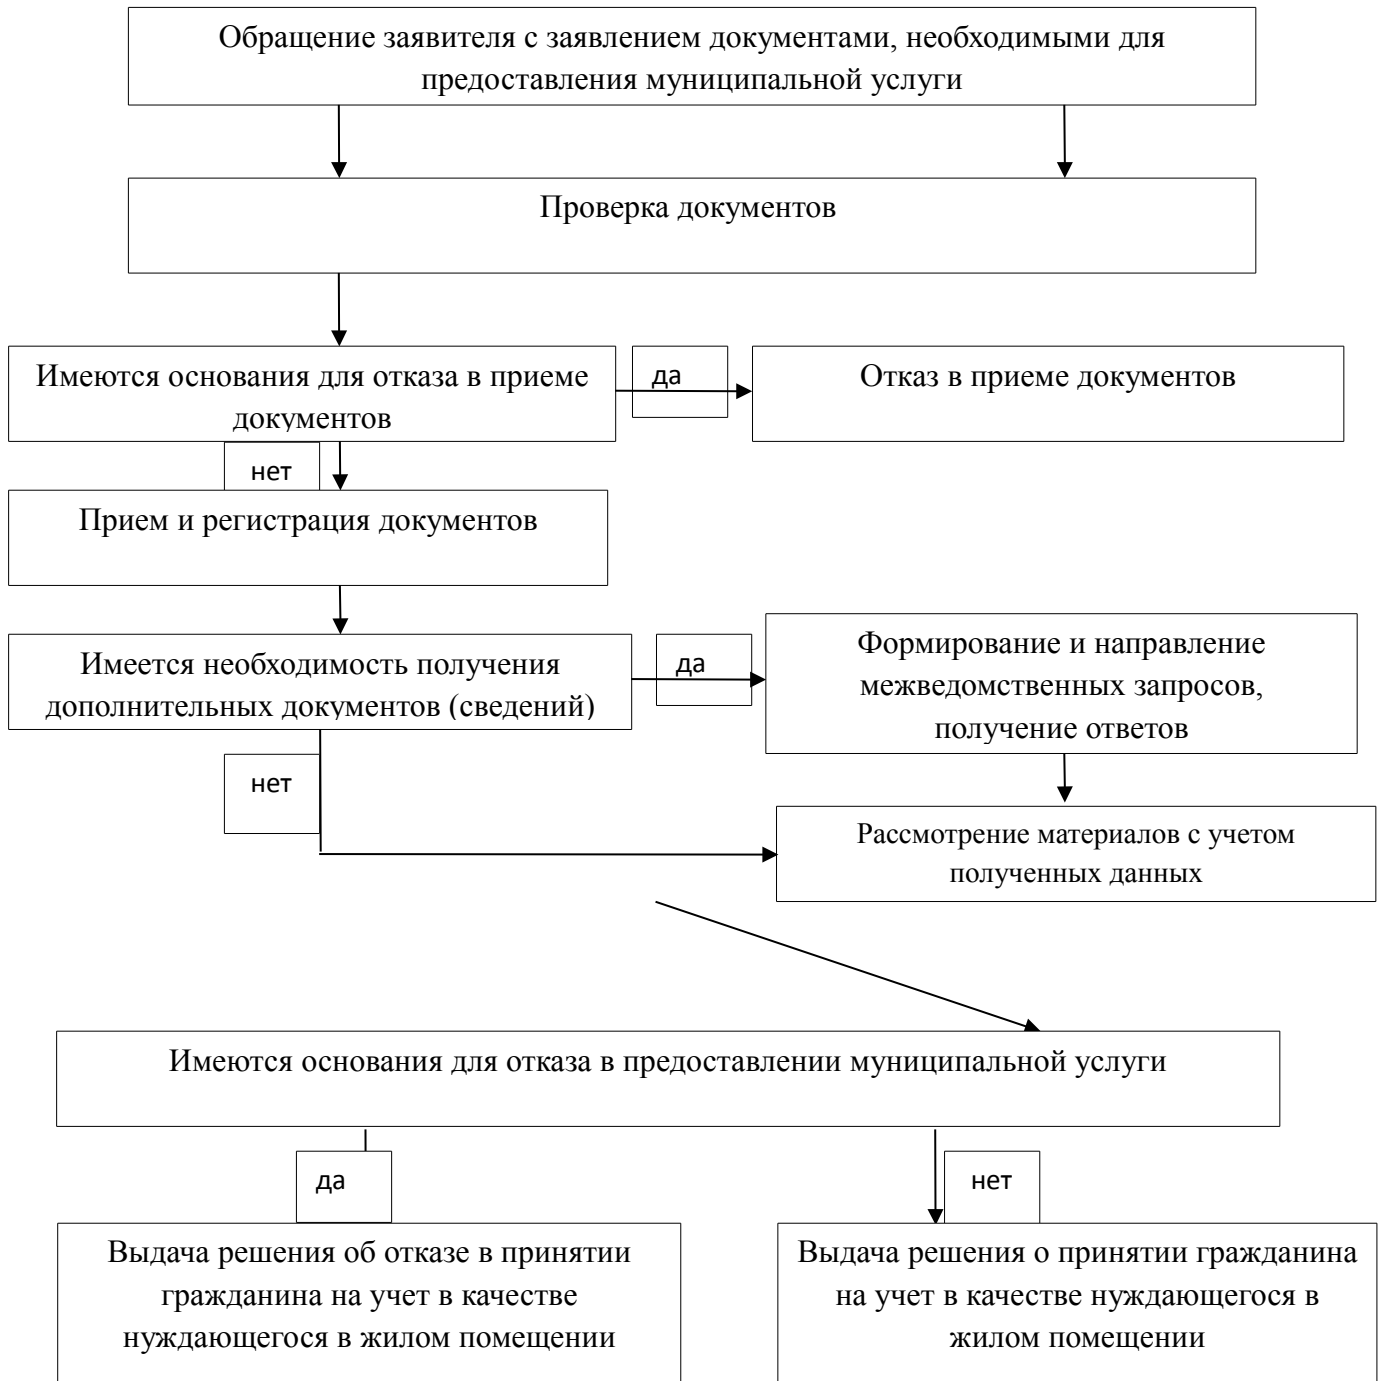 Обращение заявителя с заявлением документами, необходимыми для
предоставления муниципальной услуги
Проверка документов
Имеются основания для отказа в приеме
документов
да
Отказ в приеме документов
нет
Прием и регистрация документов
Имеется необходимость получения
дополнительных документов (сведений)
да
Формирование и направление
межведомственных запросов,
получение ответов
нет
Рассмотрение материалов с учетом
полученных данных
Имеются основания для отказа в предоставлении муниципальной услуги
да
нет
Выдача решения об отказе в принятии
гражданина на учет в качестве
нуждающегося в жилом помещении
Выдача решения о принятии гражданина
на учет в качестве нуждающегося в
жилом помещении